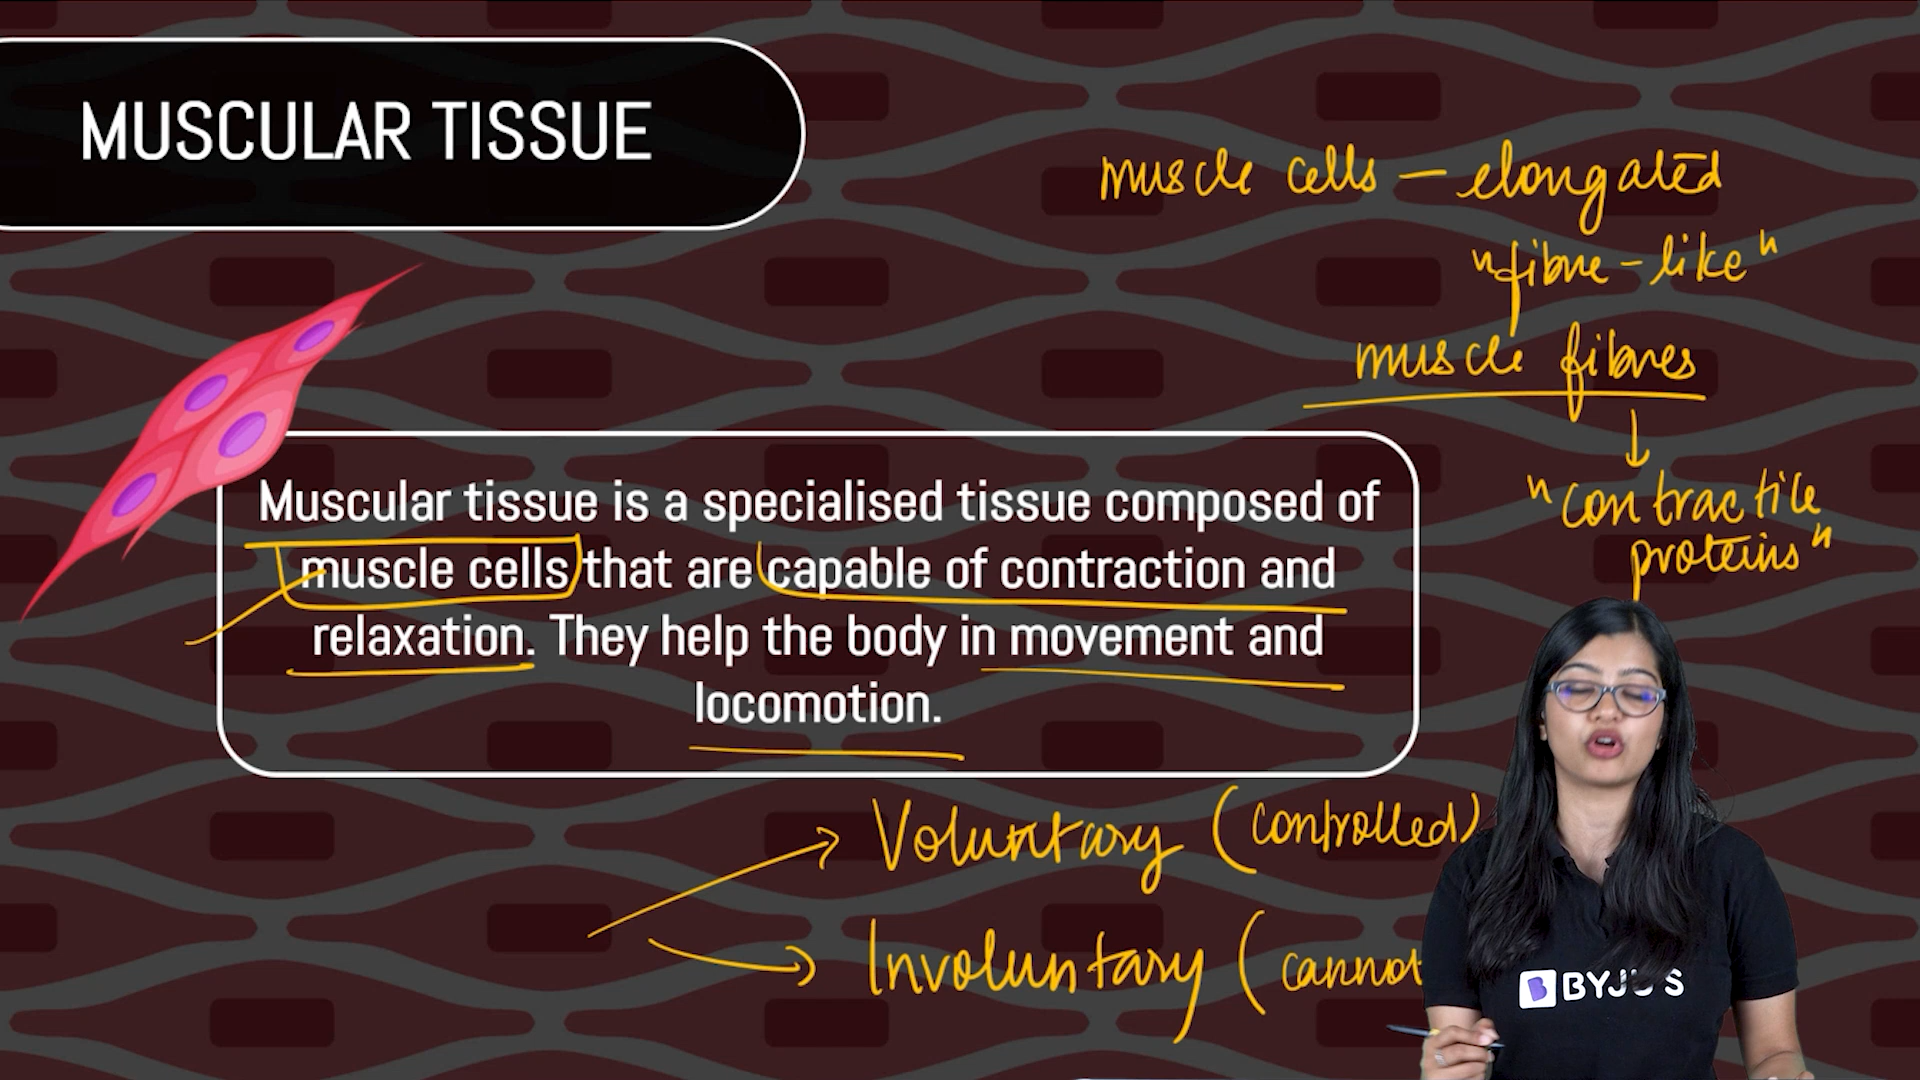 MUSCULAR TISSUE
muscle cells – elongated
"fibre-like"
muscle fibres
"contractile
proteins"
Muscular tissue is a specialised tissue composed of
muscle cells that are capable of contraction and
relaxation. They help the body in movement and
locomotion.
Voluntary (controlled)
Involuntary (cannot
BYJU'S